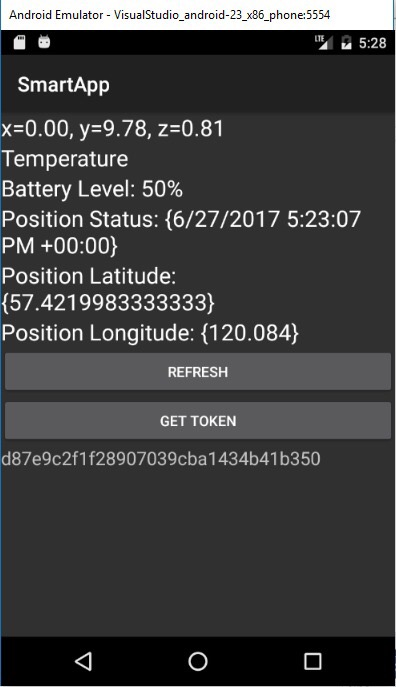 Android Emulator - VisualStudio_android-23_x86_phone:5554
LTE 5:28
SmartApp
x=0.00, y=9.78, z=0.81
Temperature
Battery Level: 50%
Position Status: {6/27/2017 5:23:07
PM +00:00}
Position Latitude:
{57.4219983333333}
Position Longitude: {120.084}
REFRESH
GET TOKEN
d87e9c2f1f28907039cba1434b41b350